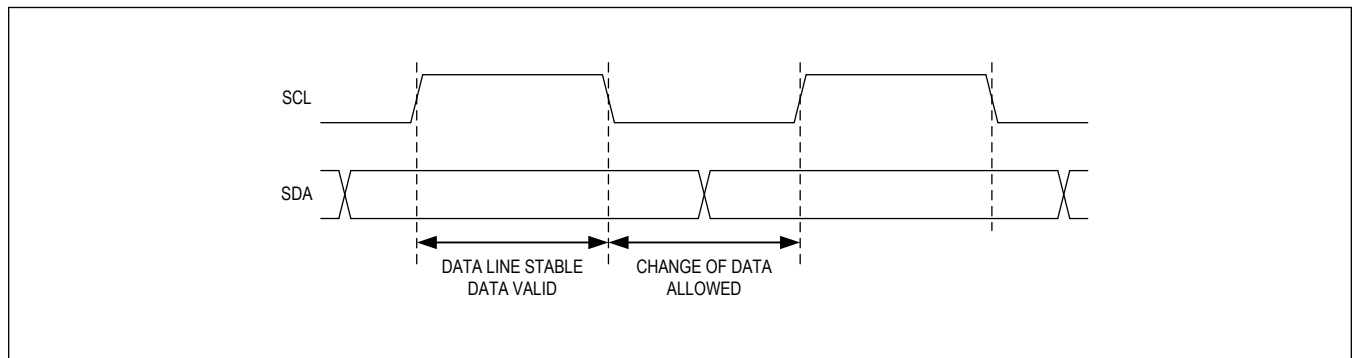 SCL
SDA
DATA LINE STABLE
DATA VALID
CHANGE OF DATA
ALLOWED